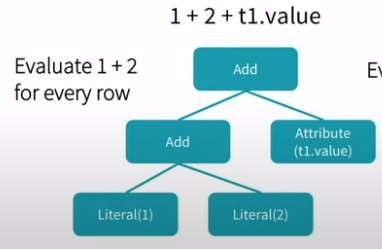 1 + 2 + t1.value
Evaluate 1 + 2
for every row
Add
Add
Attribute
(t1.value)
Literal(1)
Literal(2)